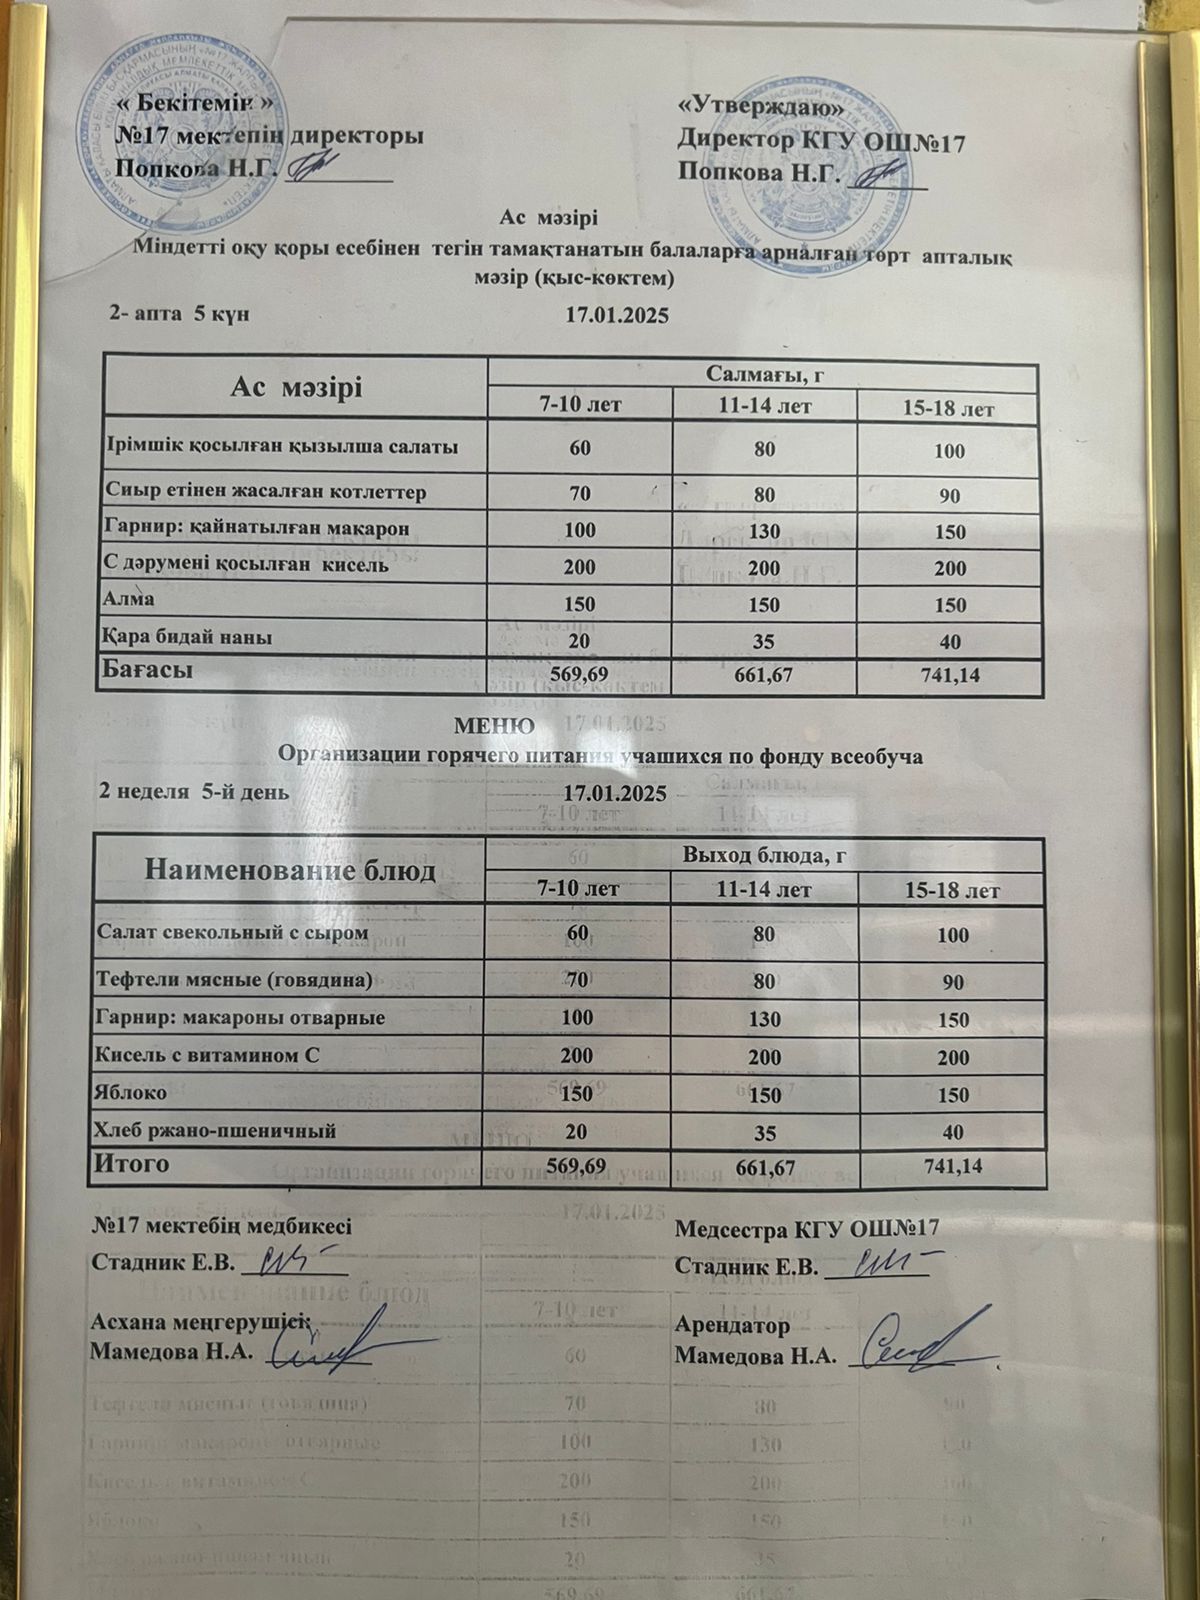 « Бекітемін »
№17 мектепің директоры
Попкова Н.Г.
«Утверждаю»
Директор КГУ ОШ№17
Попкова Н.Г.
Ас мәзірі
Міндетті оқу қоры есебінен тегін тамақтанатын балаларға арналған төрт апталық
мәзір (қыс-көктем)
2- апта 5 күн 17.01.2025
Ас мәзірі Салмағы, г
7-10 лет 11-14 лет 15-18 лет
Ірімшік қосылған қызылша салаты 60 80 100
Сиыр етінен жасалған котлеттер 70 80 90
Гарнир: қайнатылған макарон 100 130 150
С дәрумені қосылған кисель 200 200 200
Алма 150 150 150
Қара бидай наны 20 35 40
Бағасы 569,69 661,67 741,14
МЕНЮ
Организации горячего питания учашихся по фонду всеобуча
2 неделя 5-й день 17.01.2025
Наименование блюд Выход блюда, г
7-10 лет 11-14 лет 15-18 лет
Салат свекольный с сыром 60 80 100
Тефтели мясные (говядина) 70 80 90
Гарнир: макароны отварные 100 130 150
Кисель с витамином С 200 200 200
Яблоко 150 150 150
Хлеб ржано-пшеничный 20 35 40
Итого 569,69 661,67 741,14
№17 мектебің медбикесі
Стадник Е.В.
Асхана меңгерушісі:
Мамедова Н.А.
Медсестра КГУ ОШ№17
Стадник Е.В.
Арендатор
Мамедова Н.А.